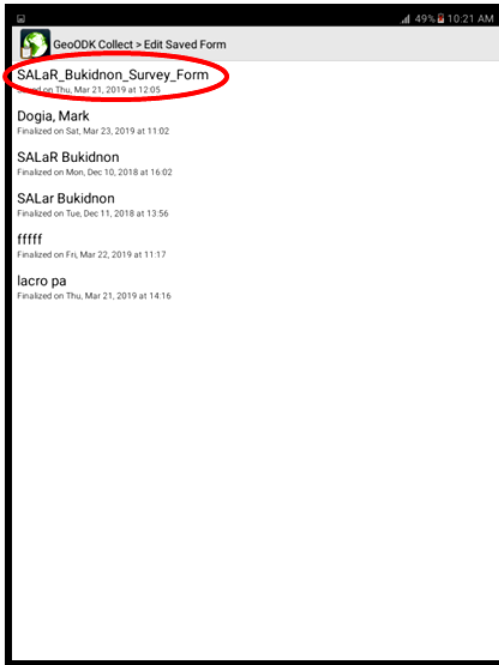 49% 10:21 AM
GeoODK Collect > Edit Saved Form
SALaR_Bukidnon_Survey_Form
Saved on Thu, Mar 21, 2019 at 12:05
Dogia, Mark
Finalized on Sat, Mar 23, 2019 at 11:02
SALaR Bukidnon
Finalized on Mon, Dec 10, 2018 at 16:02
SALar Bukidnon
Finalized on Tue, Dec 11, 2018 at 13:56
fffff
Finalized on Fri, Mar 22, 2019 at 11:17
lacro pa
Finalized on Thu, Mar 21, 2019 at 14:16